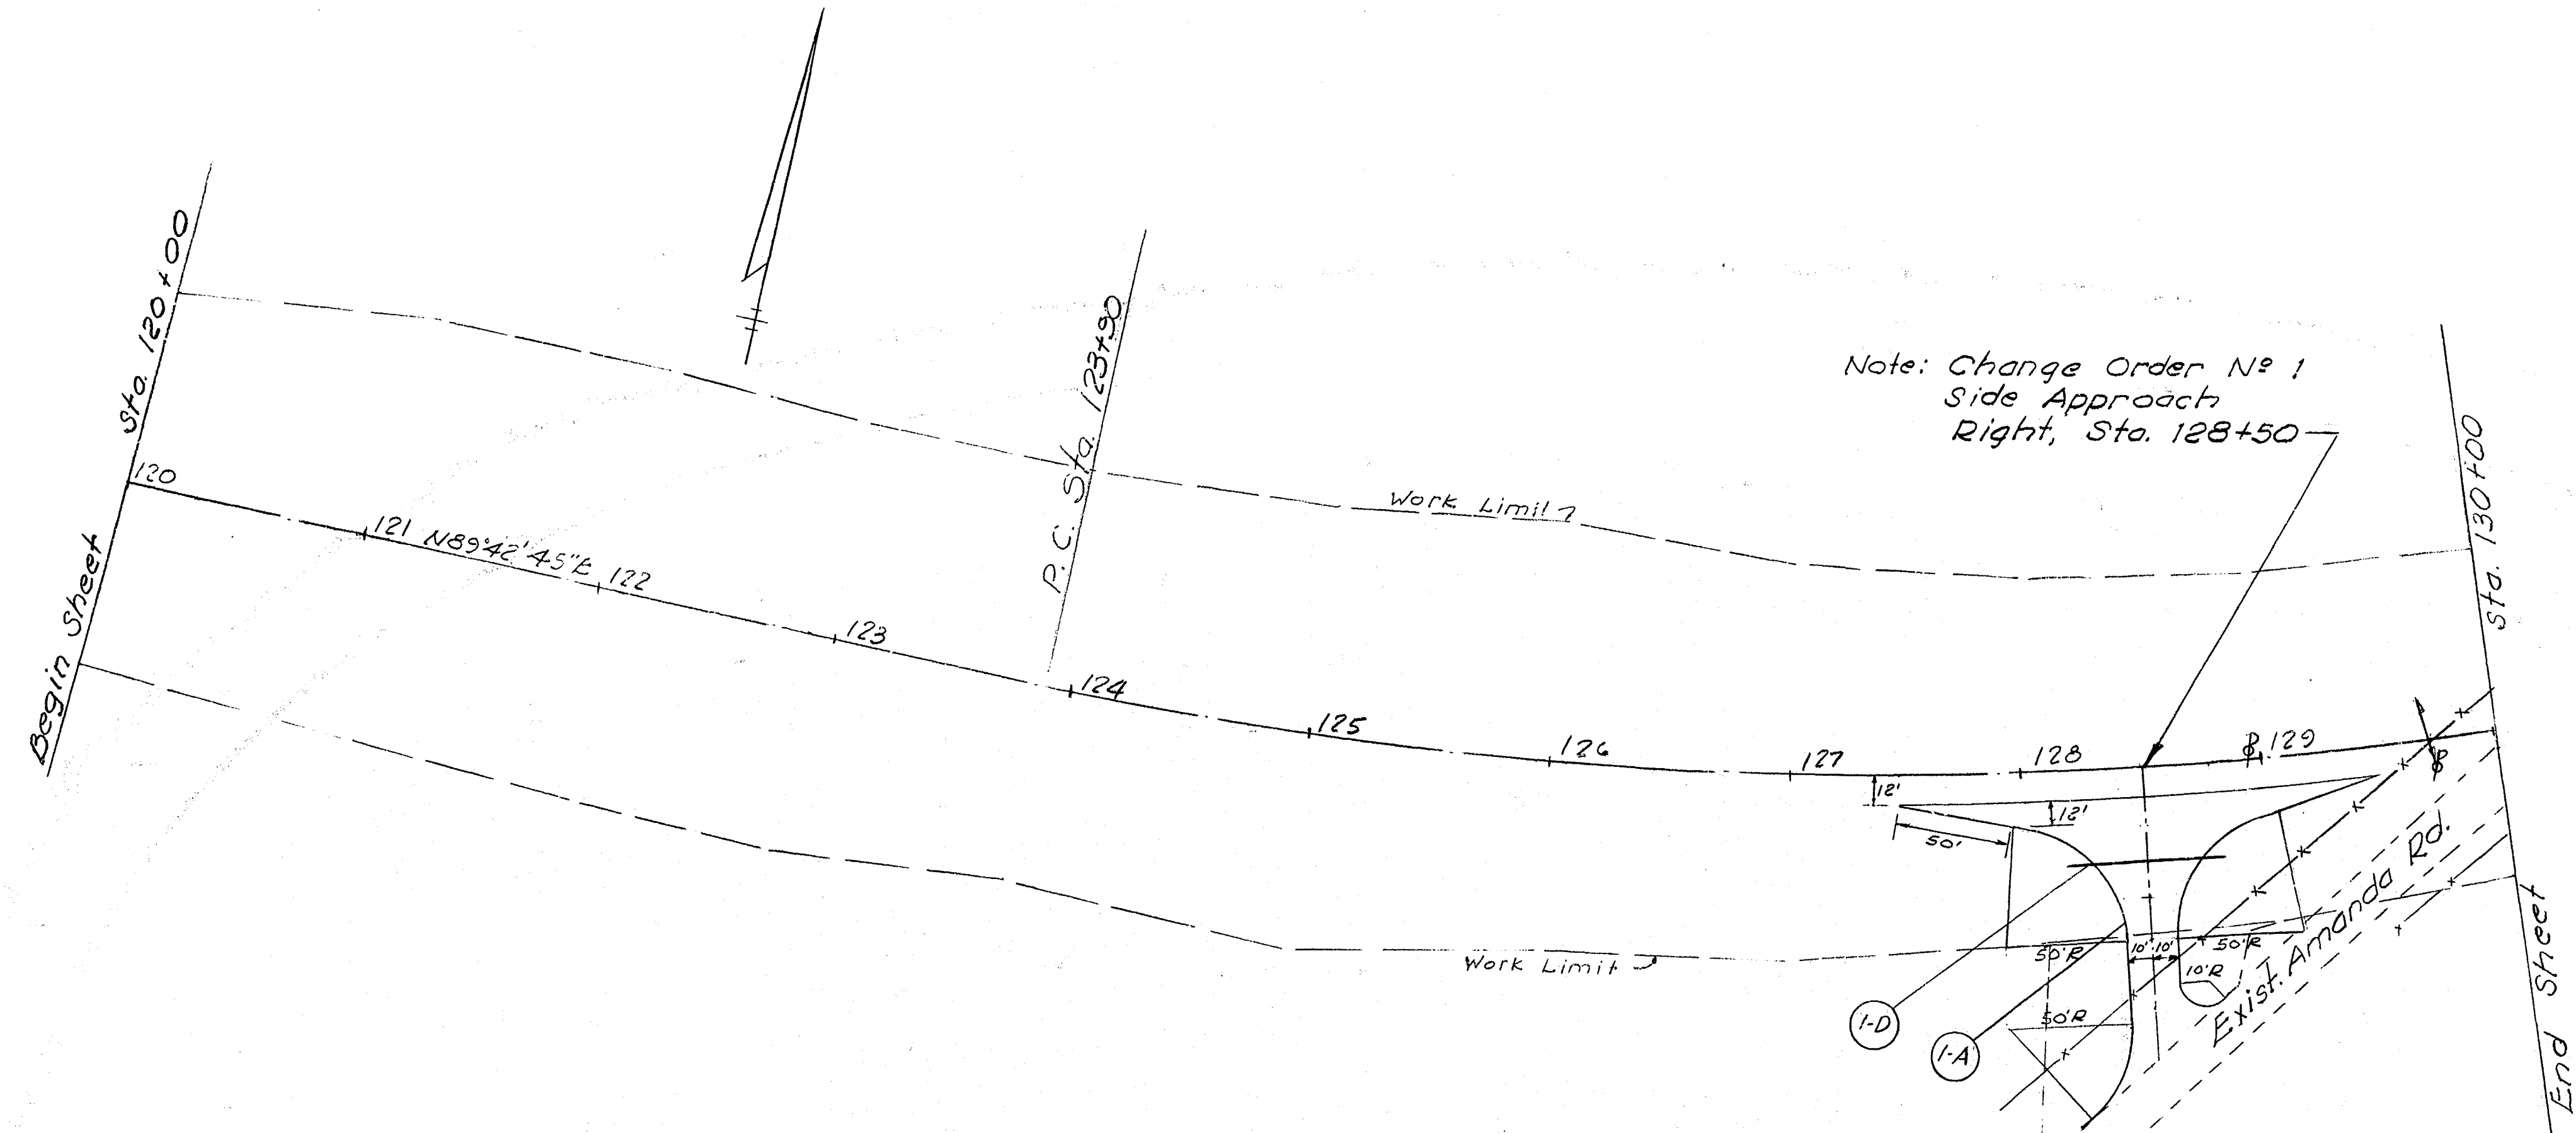 Begin Sheet
Sta. 120+00
120
121
N89°42'45"E
122
123
P.C. Sta. 123+90
124
125
126
127
128
129
Work Limit
Note: Change Order Nº 1
Side Approach
Right, Sta. 128+50
Sta. 130+00
12'
12'
50'
50'R
10'
10'
50'R
10'R
50'R
Exist. Amanda Rd.
Work Limit
1-D
1-A
End Sheet